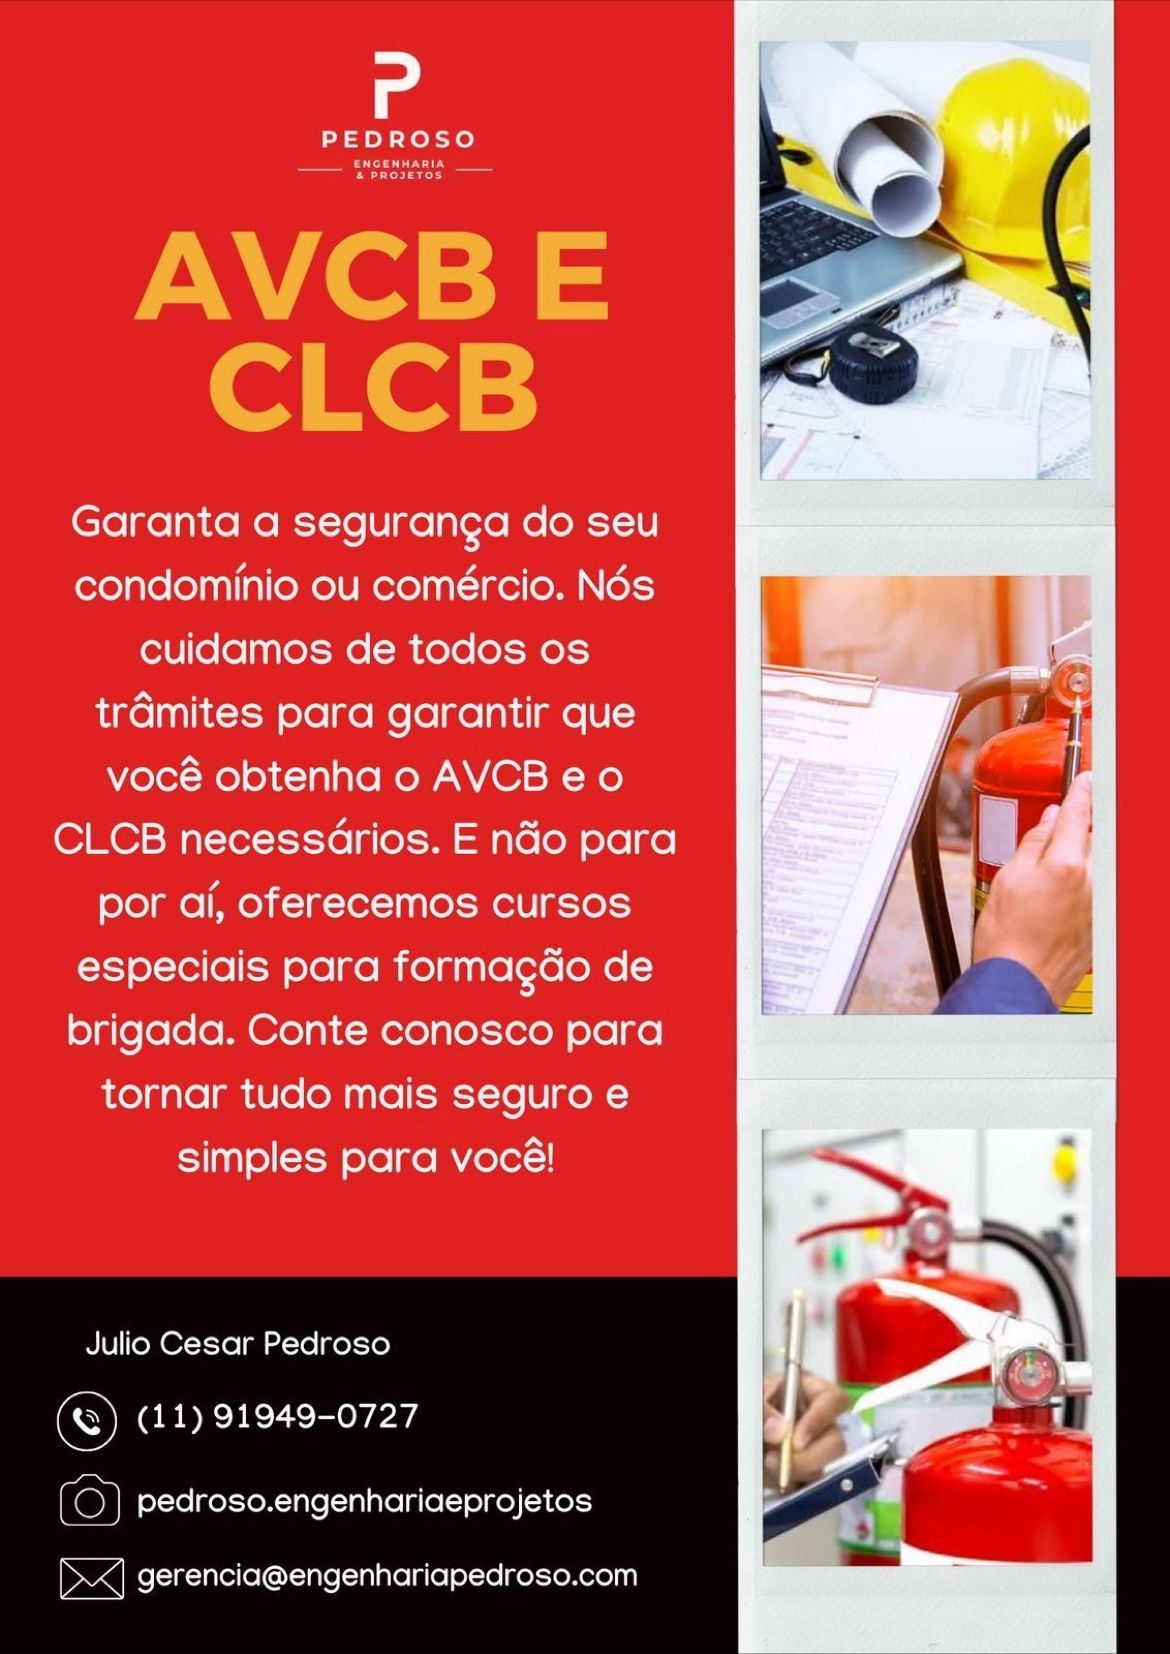 P
PEDROSO
ENGENHARIA
& PROJETOS
AVCB E
CLCB
Garanta a segurança do seu
condomínio ou comércio. Nós
cuidamos de todos os
trâmites para garantir que
você obtenha o AVCB e o
CLCB necessários. E não para
por aí, oferecemos cursos
especiais para formação de
brigada. Conte conosco para
tornar tudo mais seguro e
simples para você!
Julio Cesar Pedroso
(11) 91949-0727
pedroso.engenhariaeprojetos
gerencia@engenhariapedroso.com